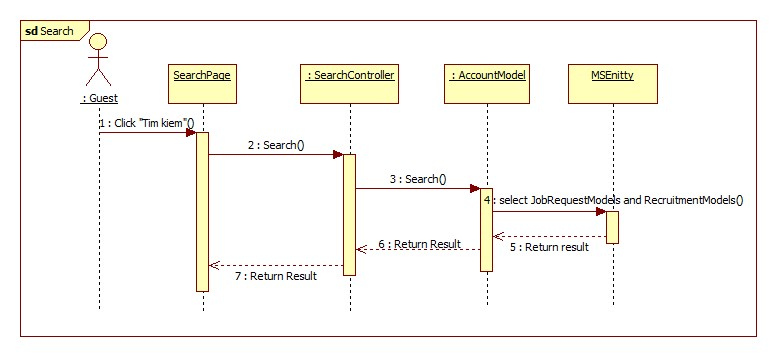 sd Search
: Guest
SearchPage
: SearchController
: AccountModel
MSEnitty
1 : Click "Tim kiem"()
2 : Search()
3 : Search()
4 : select JobRequestModels and RecruitmentModels()
5 : Return result
6 : Return Result
7 : Return Result